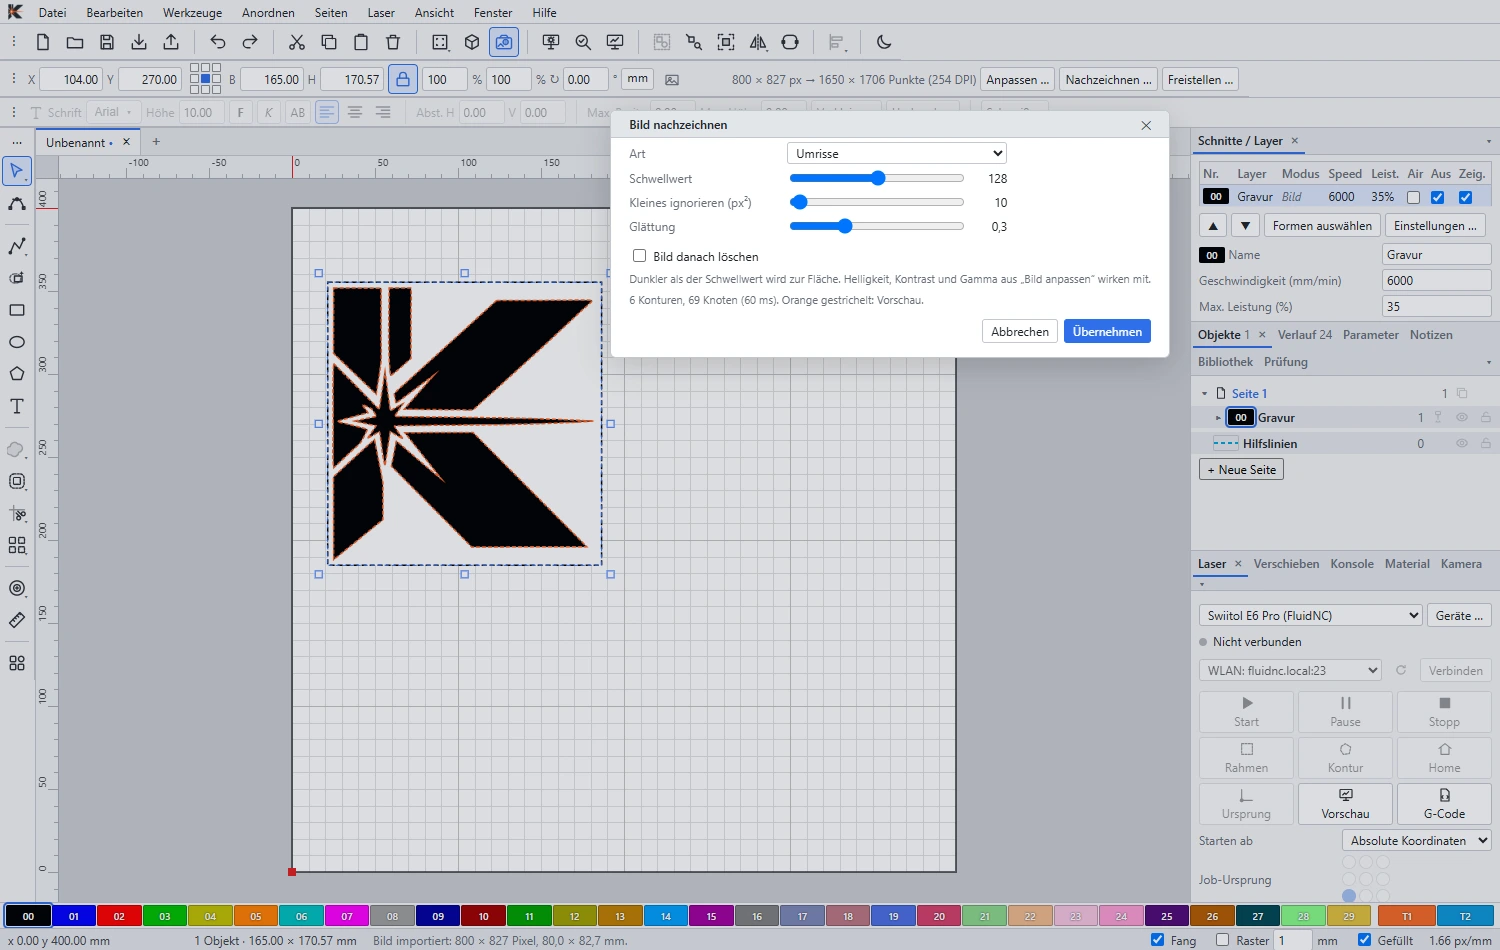 Datei Bearbeiten Werkzeuge Anordnen Seiten Laser Ansicht Fenster Hilfe
X 104.00 Y 270.00 B 165.00 H 170.57 100 % 100 % 0.00 ° mm 800 × 827 px → 1650 × 1706 Punkte (254 DPI) Anpassen ... Nachzeichnen ... Freistellen ...
Schrift Arial Höhe 10.00 F K AB Abst. H 0.00 V 0.00 Max.
Unbenannt • × +
-100 -50 0 50 100 150
400 350 300 250 200 150 100 50 0
Bild nachzeichnen
Art Umrisse
Schwellwert 128
Kleines ignorieren (px²) 10
Glättung 0,3
Bild danach löschen
Dunkler als der Schwellwert wird zur Fläche. Helligkeit, Kontrast und Gamma aus „Bild anpassen“ wirken mit.
6 Konturen, 69 Knoten (60 ms). Orange gestrichelt: Vorschau.
Abbrechen Übernehmen
Schnitte / Layer ×
Nr. Layer Modus Speed Leist. Air Aus Zeig.
00 Gravur Bild 6000 35%
▲ ▼ Formen auswählen Einstellungen ...
00 Name Gravur
Geschwindigkeit (mm/min) 6000
Max. Leistung (%) 35
Objekte 1 × Verlauf 24 Parameter Notizen
Bibliothek Prüfung
Seite 1 1
00 Gravur 1
Hilfslinien 0
+ Neue Seite
Laser × Verschieben Konsole Material Kamera
Swiitol E6 Pro (FluidNC) Geräte ...
Nicht verbunden
WLAN: fluidnc.local:23 Verbinden
Start Pause Stopp
Rahmen Kontur Home
Ursprung Vorschau G-Code
Starten ab Absolute Koordinaten
Job-Ursprung
00 01 02 03 04 05 06 07 08 09 10 11 12 13 14 15 16 17 18 19 20 21 22 23 24 25 26 27 28 29 T1 T2
x 0.00 y 400.00 mm 1 Objekt · 165.00 × 170.57 mm Bild importiert: 800 × 827 Pixel, 80,0 × 82,7 mm. Fang Raster 1 mm Gefüllt 1.66 px/mm